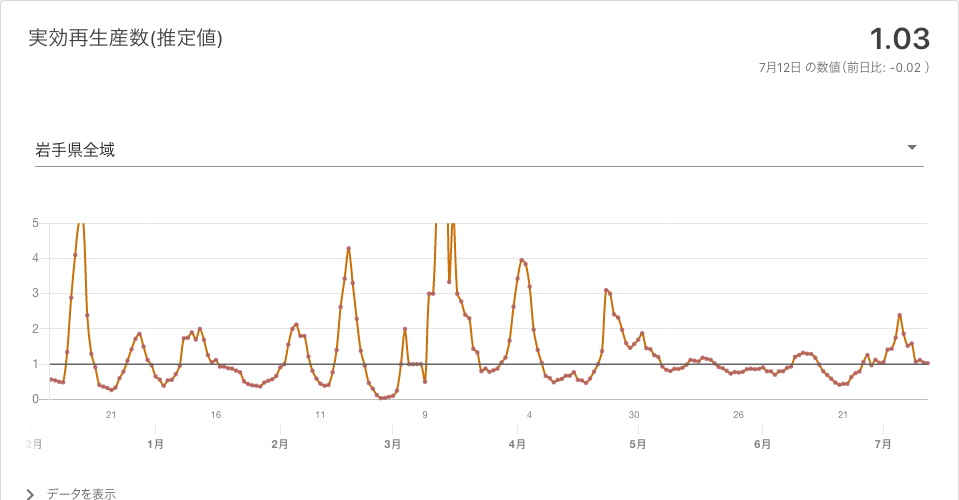 実効再生産数(推定値)
1.03
7月12日 の数値(前日比: -0.02 )
岩手県全域
5
4
3
2
1
0
21 16 11 9 4 30 26 21
2月 1月 2月 3月 4月 5月 6月 7月
データを表示